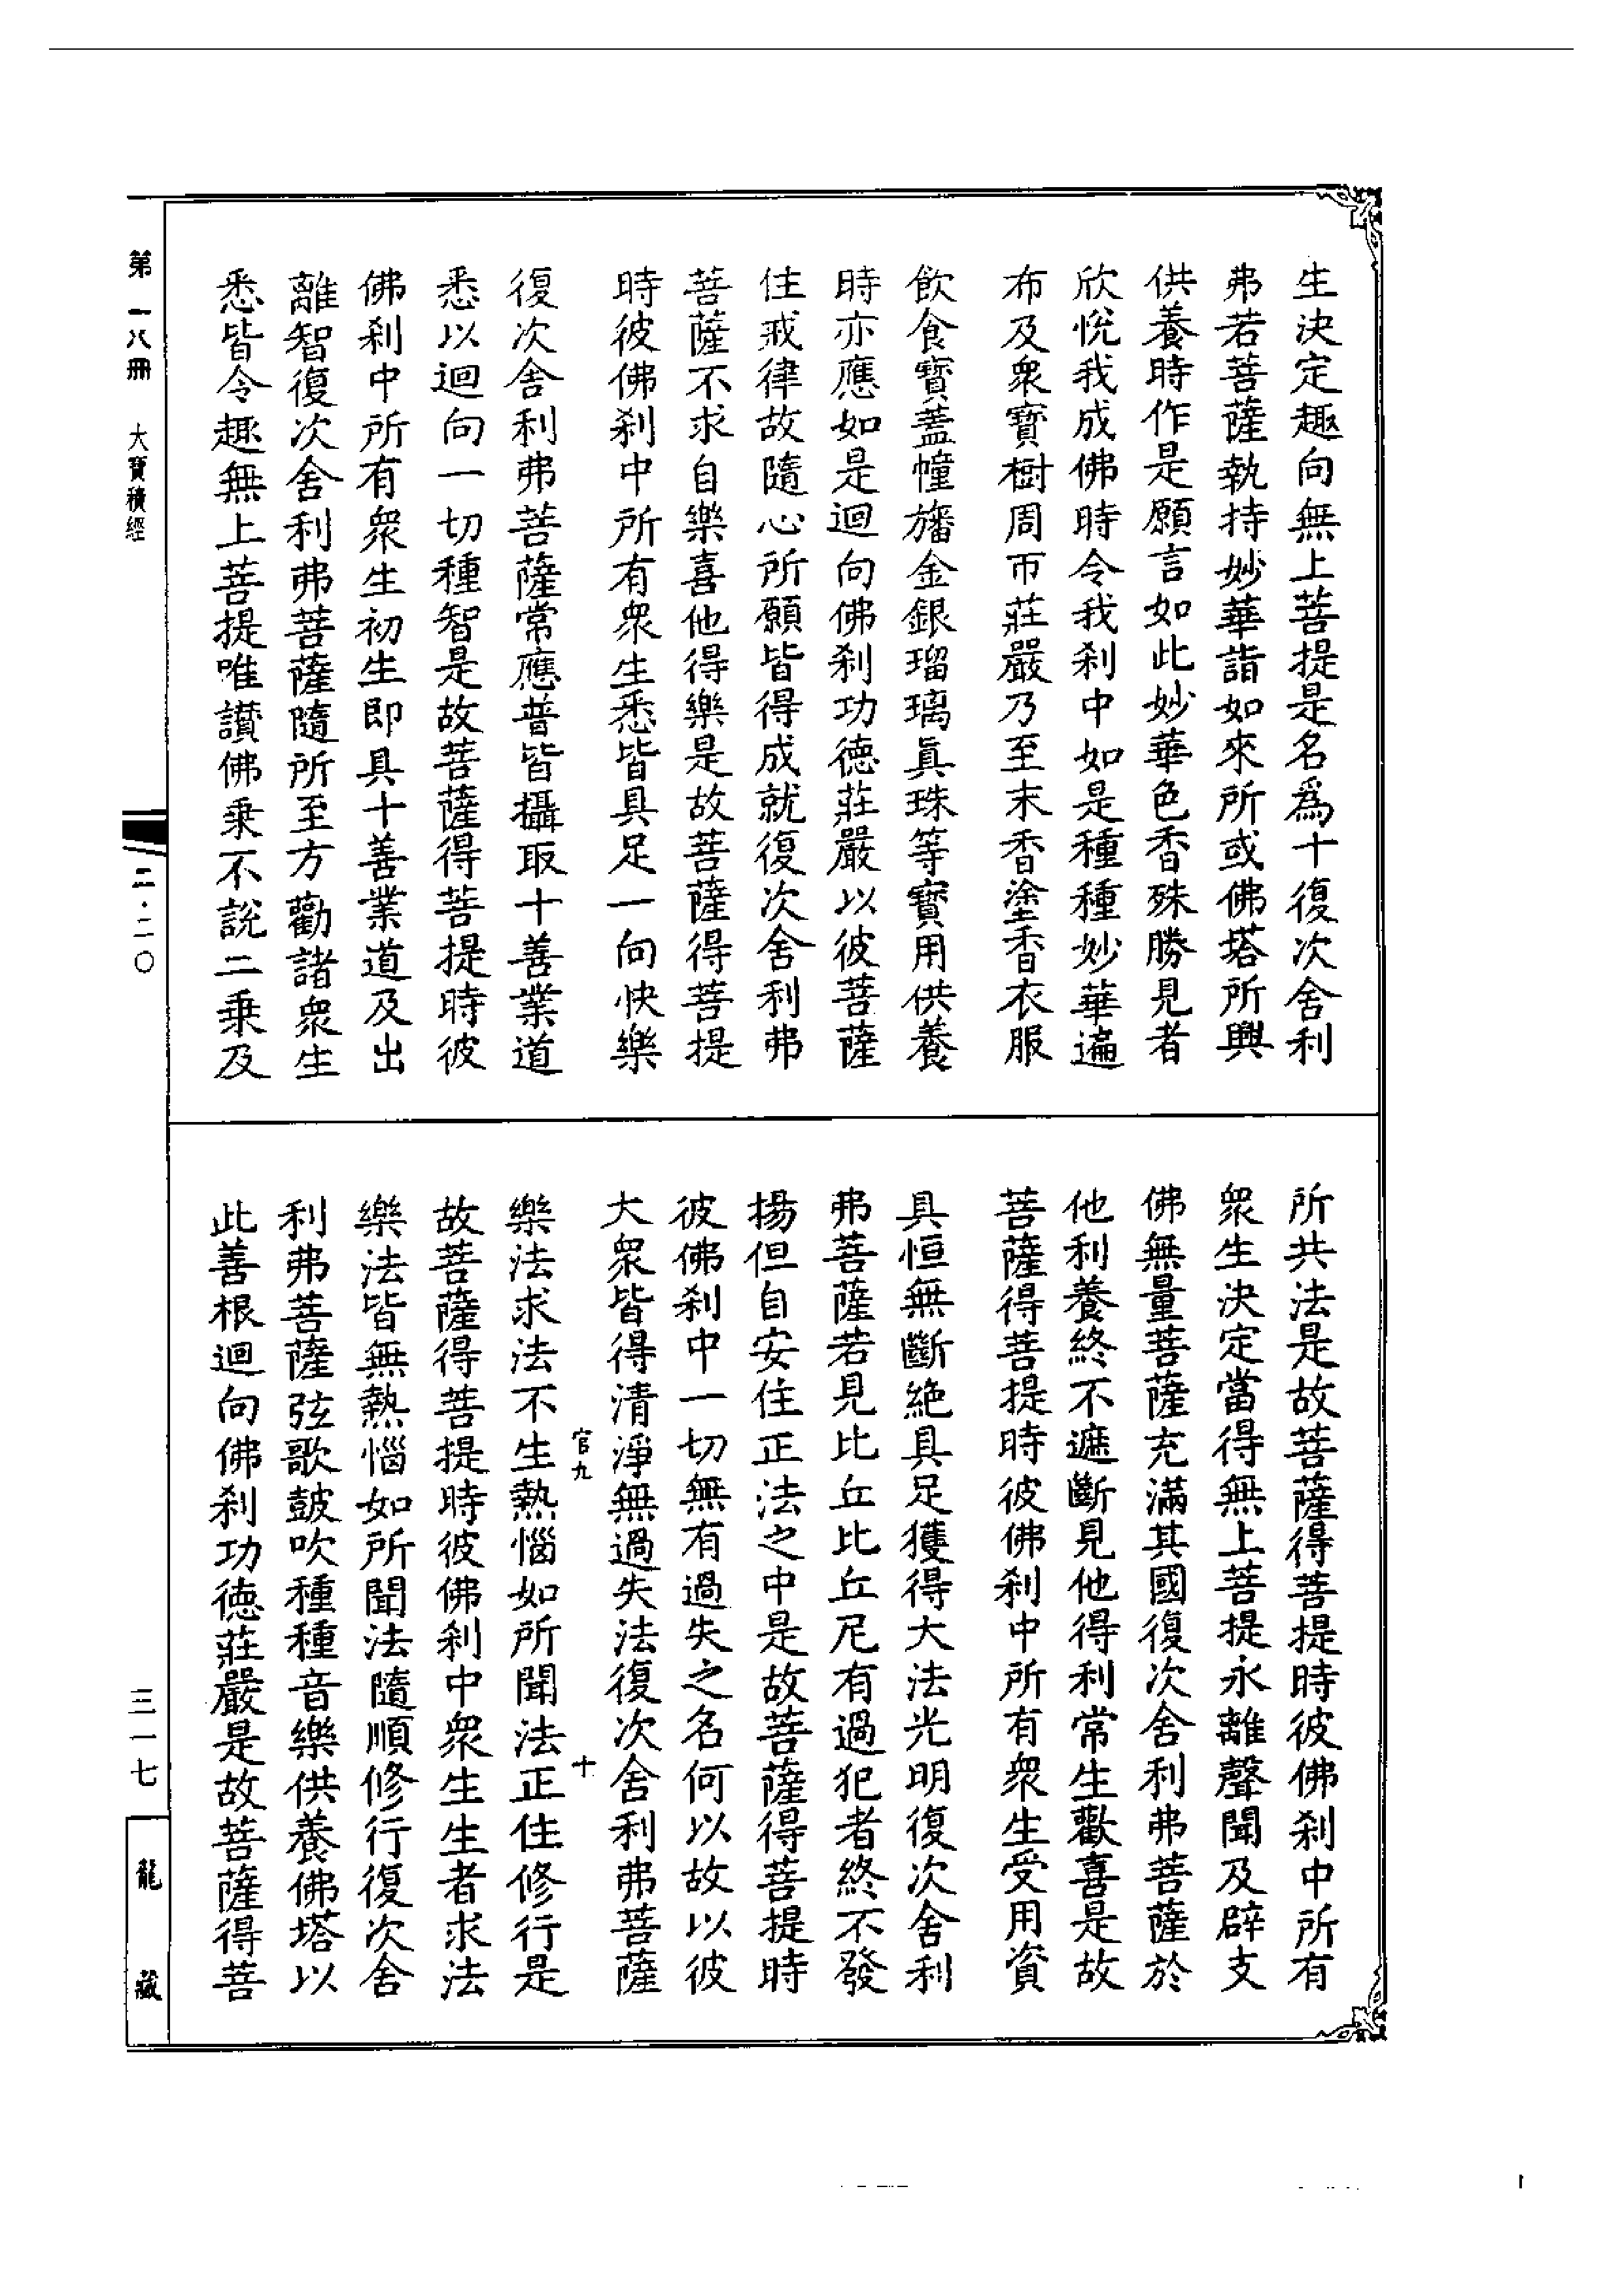 生決定趣向無上菩提是名爲十復次舍利
弗若菩薩執持妙華詣如來所或佛塔所興
供養時作是願言如此妙華色香殊勝見者
欣悅我成佛時令我刹中如是種種妙華遍
布及衆寶樹周帀莊嚴乃至末香塗香衣服
飲食寶蓋幢旛金銀瑠璃眞珠等寶用供養
時亦應如是迴向佛刹功德莊嚴以彼菩薩
住戒律故隨心所願皆得成就復次舍利弗
菩薩不求自樂喜他得樂是故菩薩得菩提
時彼佛刹中所有衆生悉皆具足一向快樂
復次舍利弗菩薩常應普皆攝取十善業道
悉以迴向一切種智是故菩薩得菩提時彼
佛刹中所有衆生初生即具十善業道及出
離智復次舍利弗菩薩隨所至方勸諸衆生
悉皆令趣無上菩提唯讃佛乗不說二乗及
所共法是故菩薩得菩提時彼佛刹中所有
衆生決定當得無上菩提永離聲聞及辟支
佛無量菩薩充滿其國復次舍利弗菩薩於
他利養終不遮斷見他得利常生歡喜是故
菩薩得菩提時彼佛刹中所有衆生受用資
具恒無斷絶具足獲得大法光明復次舍利
弗菩薩若見比丘比丘尼有過犯者終不發
揚但自安住正法之中是故菩薩得菩提時
彼佛刹中一切無有過失之名何以故以彼
大衆皆得清淨無過失法復次舍利弗菩薩
官九 十
樂法求法不生熱惱如所聞法正住修行是
故菩薩得菩提時彼佛刹中衆生生者求法
樂法皆無熱惱如所聞法隨順修行復次舍
利弗菩薩弦歌鼓吹種種音樂供養佛塔以
此善根迴向佛刹功德莊嚴是故菩薩得菩
第一八冊 大寶積經 二·二〇 三一七 龍藏